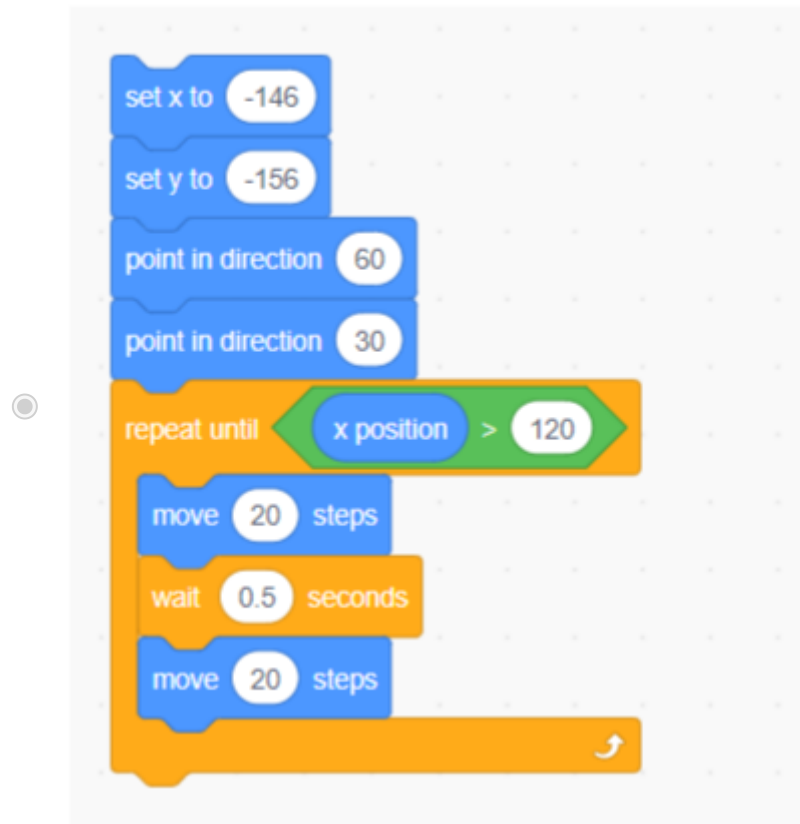 set x to -146
set y to -156
point in direction 60
point in direction 30
repeat until x position > 120
move 20 steps
wait 0.5 seconds
move 20 steps